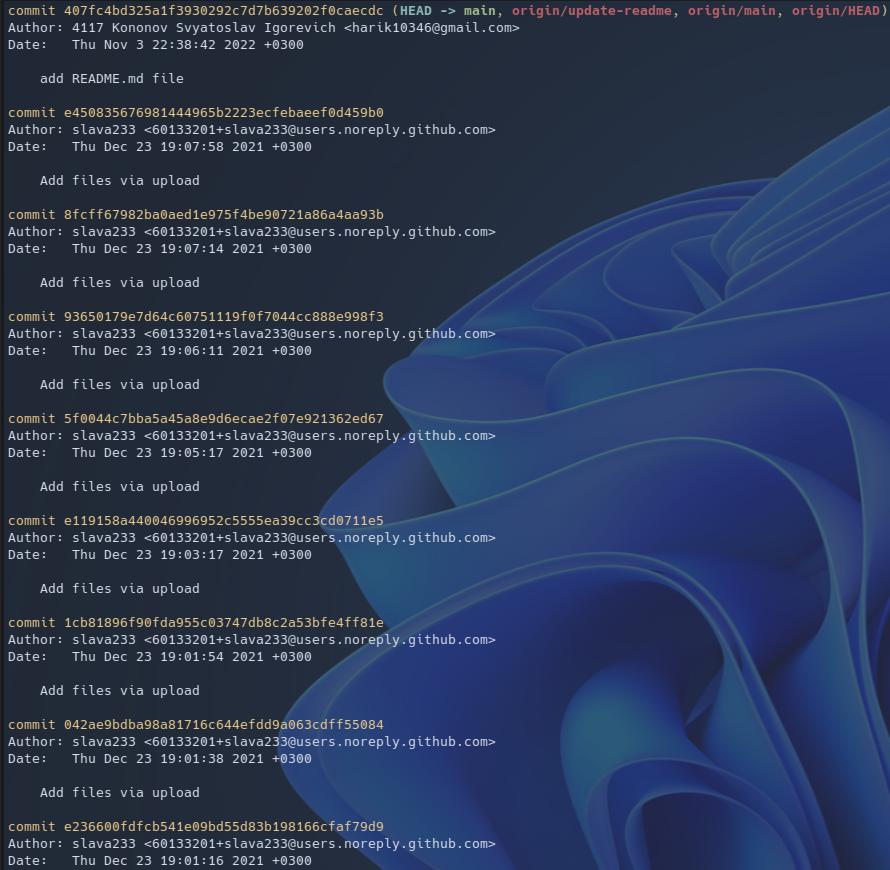 commit 407fc4bd325a1f3930292c7d7b639202f0caecdc (HEAD -> main, origin/update-readme, origin/main, origin/HEAD)
Author: 4117 Kononov Svyatoslav Igorevich <harik10346@gmail.com>
Date:   Thu Nov 3 22:38:42 2022 +0300
    add README.md file
commit e450835676981444965b2223ecfebaeef0d459b0
Author: slava233 <60133201+slava233@users.noreply.github.com>
Date:   Thu Dec 23 19:07:58 2021 +0300
    Add files via upload
commit 8fcff67982ba0aed1e975f4be90721a86a4aa93b
Author: slava233 <60133201+slava233@users.noreply.github.com>
Date:   Thu Dec 23 19:07:14 2021 +0300
    Add files via upload
commit 93650179e7d64c60751119f0f7044cc888e998f3
Author: slava233 <60133201+slava233@users.noreply.github.com>
Date:   Thu Dec 23 19:06:11 2021 +0300
    Add files via upload
commit 5f0044c7bba5a45a8e9d6ecae2f07e921362ed67
Author: slava233 <60133201+slava233@users.noreply.github.com>
Date:   Thu Dec 23 19:05:17 2021 +0300
    Add files via upload
commit e119158a440046996952c5555ea39cc3cd0711e5
Author: slava233 <60133201+slava233@users.noreply.github.com>
Date:   Thu Dec 23 19:03:17 2021 +0300
    Add files via upload
commit 1cb81896f90fda955c03747db8c2a53bfe4ff81e
Author: slava233 <60133201+slava233@users.noreply.github.com>
Date:   Thu Dec 23 19:01:54 2021 +0300
    Add files via upload
commit 042ae9bdba98a81716c644efdd9a063cdff55084
Author: slava233 <60133201+slava233@users.noreply.github.com>
Date:   Thu Dec 23 19:01:38 2021 +0300
    Add files via upload
commit e236600fdfcb541e09bd55d83b198166cfaf79d9
Author: slava233 <60133201+slava233@users.noreply.github.com>
Date:   Thu Dec 23 19:01:16 2021 +0300